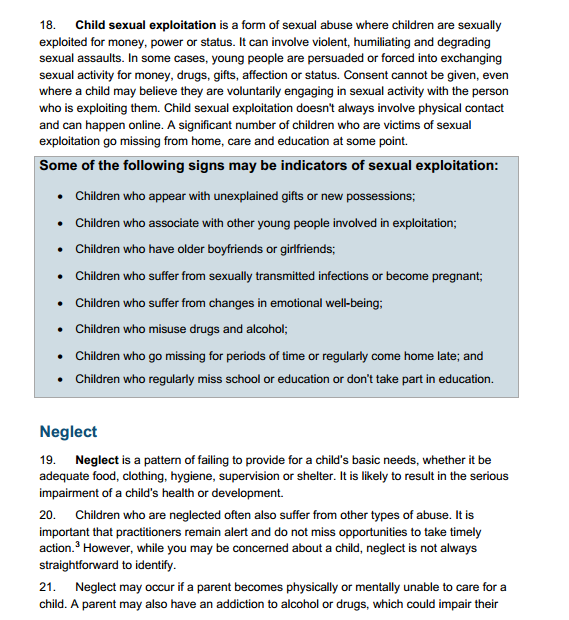 18. Child sexual exploitation is a form of sexual abuse where children are sexually
exploited for money, power or status. It can involve violent, humiliating and degrading
sexual assaults. In some cases, young people are persuaded or forced into exchanging
sexual activity for money, drugs, gifts, affection or status. Consent cannot be given, even
where a child may believe they are voluntarily engaging in sexual activity with the person
who is exploiting them. Child sexual exploitation doesn't always involve physical contact
and can happen online. A significant number of children who are victims of sexual
exploitation go missing from home, care and education at some point.
Some of the following signs may be indicators of sexual exploitation:
• Children who appear with unexplained gifts or new possessions;
• Children who associate with other young people involved in exploitation;
• Children who have older boyfriends or girlfriends;
• Children who suffer from sexually transmitted infections or become pregnant;
• Children who suffer from changes in emotional well-being;
• Children who misuse drugs and alcohol;
• Children who go missing for periods of time or regularly come home late; and
• Children who regularly miss school or education or don't take part in education.
Neglect
19. Neglect is a pattern of failing to provide for a child's basic needs, whether it be
adequate food, clothing, hygiene, supervision or shelter. It is likely to result in the serious
impairment of a child's health or development.
20. Children who are neglected often also suffer from other types of abuse. It is
important that practitioners remain alert and do not miss opportunities to take timely
action.³ However, while you may be concerned about a child, neglect is not always
straightforward to identify.
21. Neglect may occur if a parent becomes physically or mentally unable to care for a
child. A parent may also have an addiction to alcohol or drugs, which could impair their